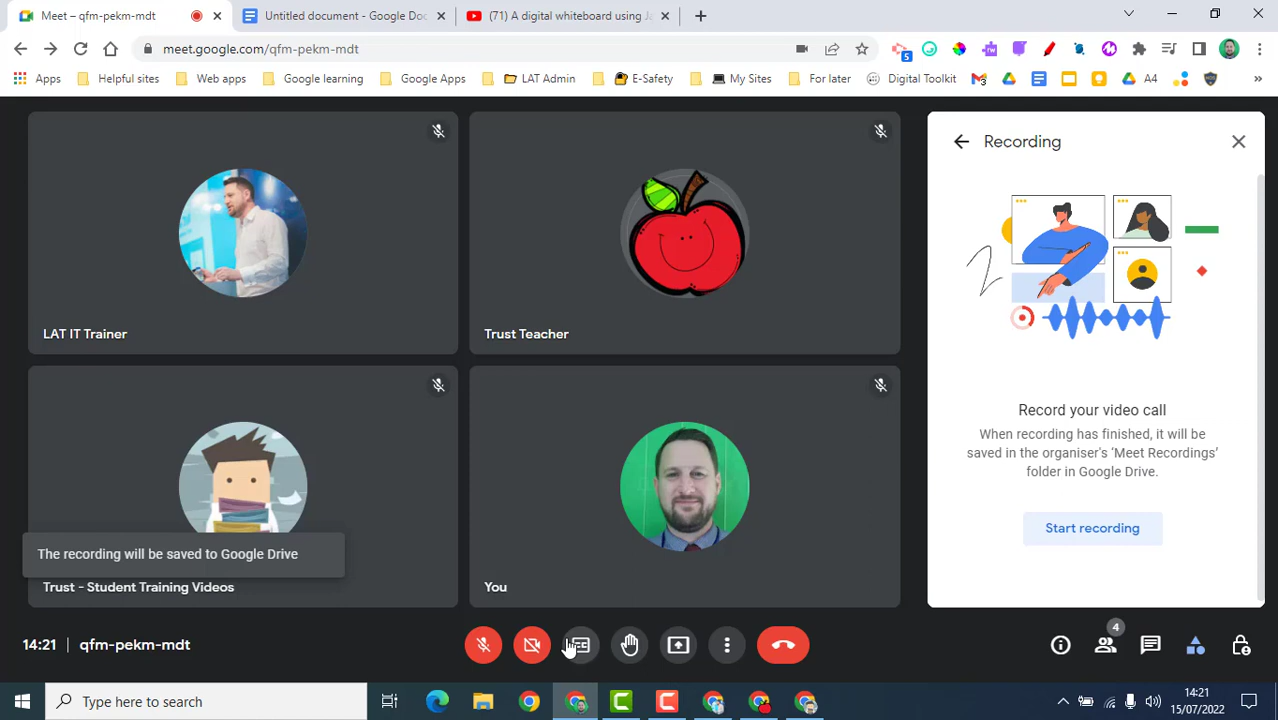 Meet – qfm-pekm-mdt
Untitled document - Google Doc
(71) A digital whiteboard using Ja
meet.google.com/qfm-pekm-mdt
5
Apps
Helpful sites
Web apps
Google learning
Google Apps
LAT Admin
E-Safety
My Sites
For later
Digital Toolkit
A4
»
LAT IT Trainer
Trust Teacher
The recording will be saved to Google Drive
Trust - Student Training Videos
You
Recording
2
Record your video call
When recording has finished, it will be
saved in the organiser's 'Meet Recordings'
folder in Google Drive.
Start recording
14:21 | qfm-pekm-mdt
4
Type here to search
14:21
15/07/2022